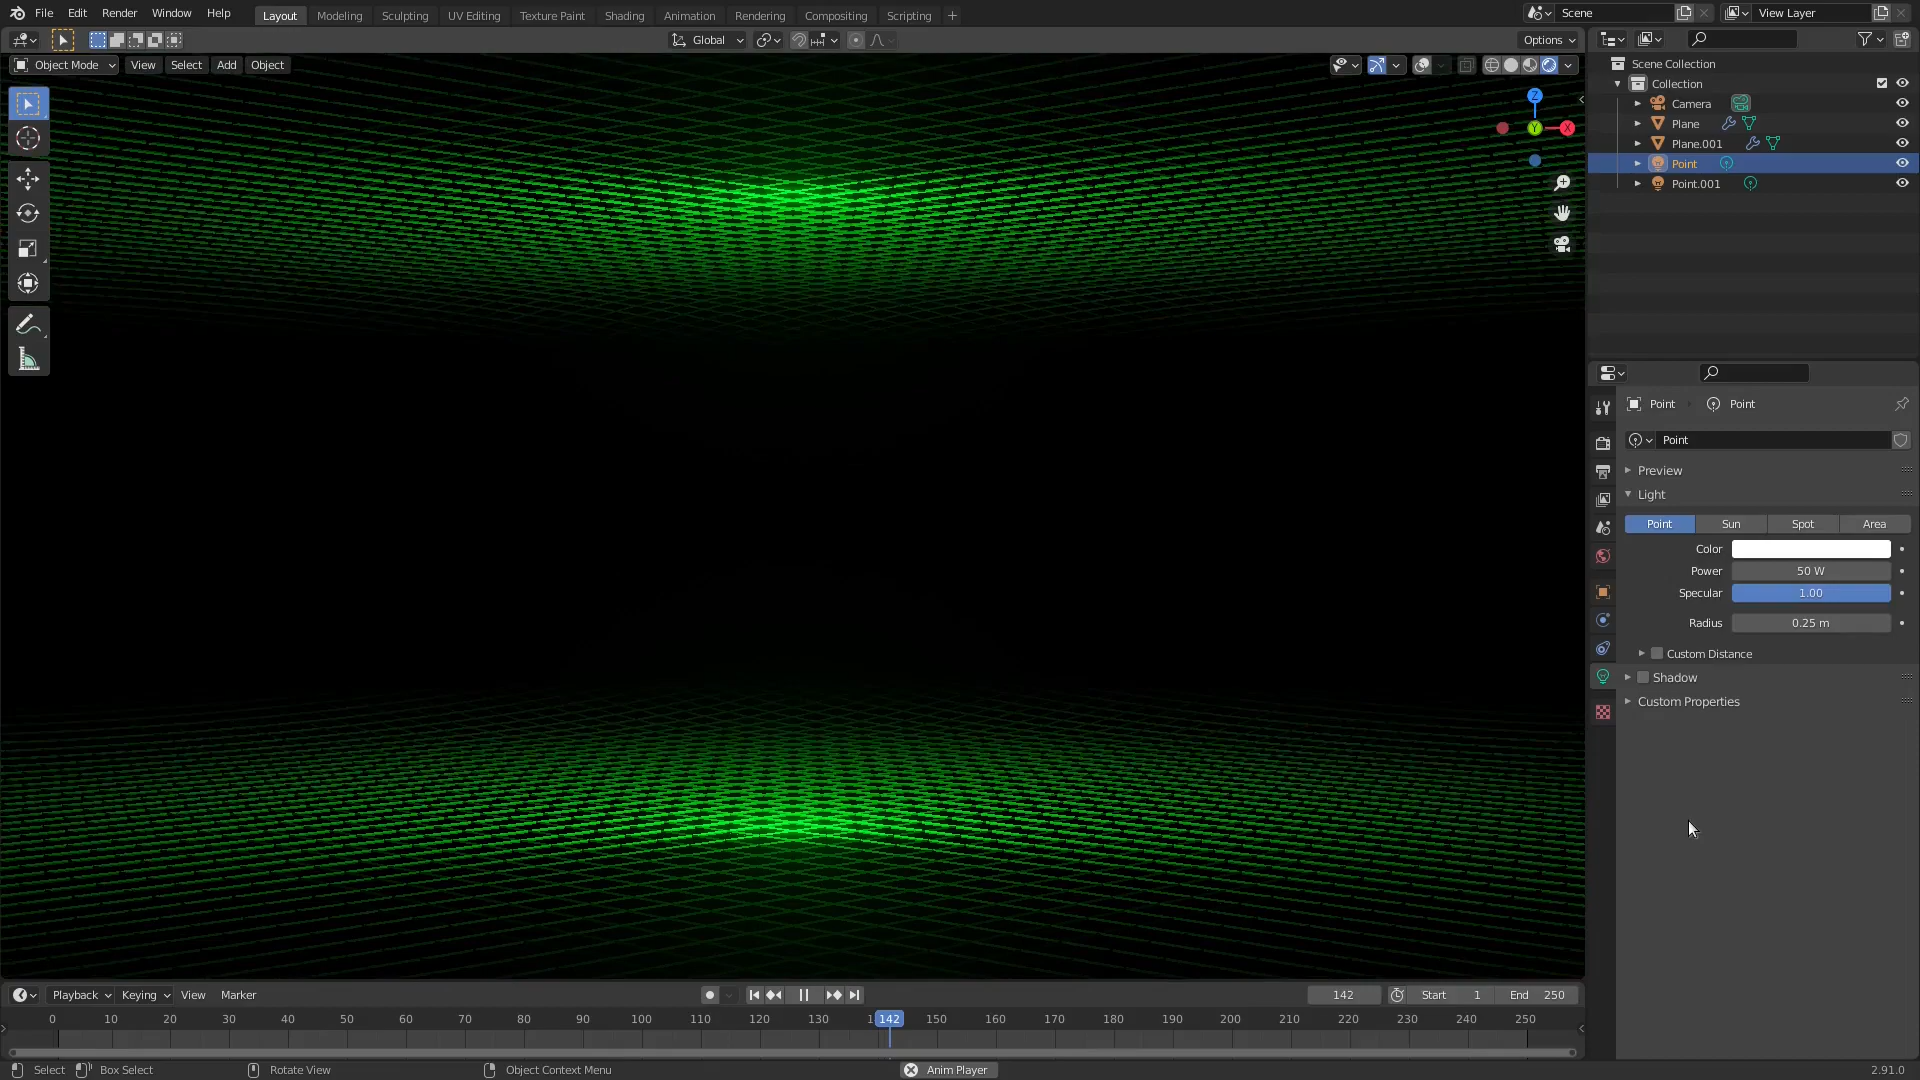 File Edit Render Window Help Layout Modeling Sculpting UV Editing Texture Paint Shading Animation Rendering Compositing Scripting + Scene View Layer
Global Options
Object Mode View Select Add Object
Z
Y X
Scene Collection
Collection
Camera
Plane
Plane.001
Point
Point.001
Point Point
Point
Preview
Light
Point Sun Spot Area
Color
Power 50 W
Specular 1.00
Radius 0.25 m
Custom Distance
Shadow
Custom Properties
Playback Keying View Marker 142 Start 1 End 250
0 10 20 30 40 50 60 70 80 90 100 110 120 130 142 150 160 170 180 190 200 210 220 230 240 250
Select Box Select Rotate View Object Context Menu Anim Player 2.91.0